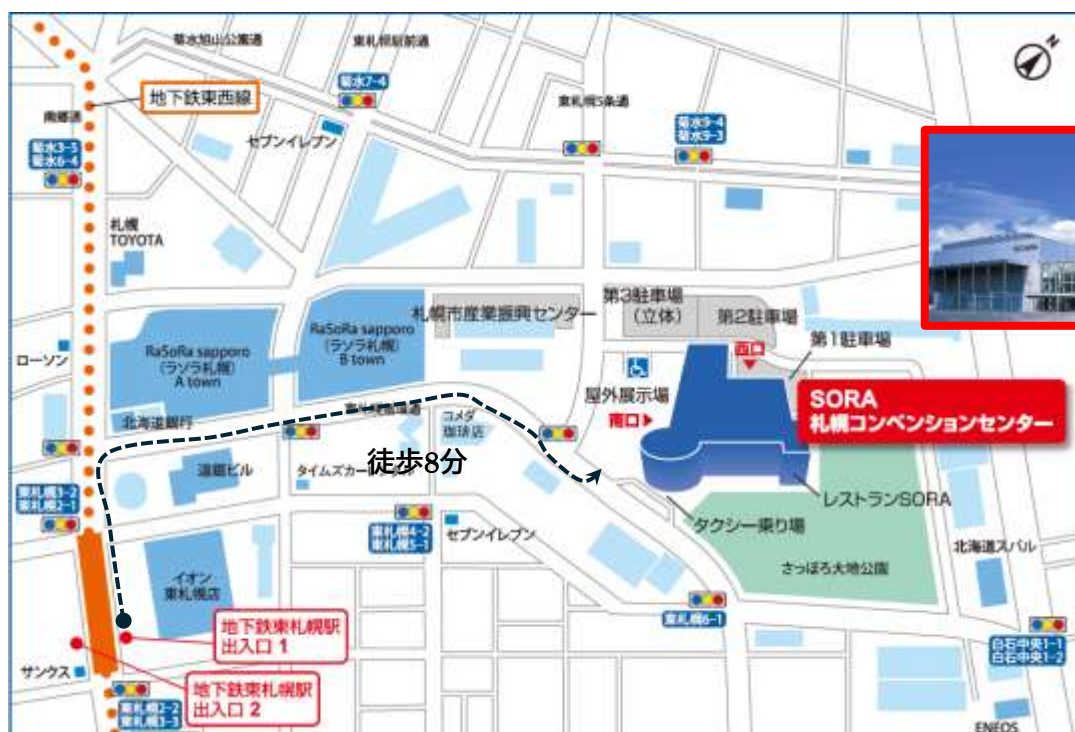 菊水旭山公園通
東札幌駅前通
N
菊水7-4
地下鉄東西線
東札幌5条通
南郷通
菊水9-4
菊水9-3
セブンイレブン
菊水3-5
菊水6-4
札幌
TOYOTA
第3駐車場
(立体)
札幌市産業振興センター
第2駐車場
RaSoRa sapporo
(ラソラ札幌)
B town
RaSoRa sapporo
(ラソラ札幌)
A town
第1駐車場
ローソン
西口
屋外展示場
SORA
札幌コンベンションセンター
南口
北海道銀行
コメダ
珈琲店
徒歩8分
道銀ビル
レストランSORA
東札幌3-2
東札幌2-1
タクシー乗り場
東札幌4-2
東札幌5-1
セブンイレブン
北海道スバル
さっぽろ大地公園
イオン
東札幌店
東札幌6-1
地下鉄東札幌駅
出入口 1
白石中央1-1
白石中央1-2
サンクス
地下鉄東札幌駅
出入口 2
東札幌2-2
東札幌3-3
ENEOS